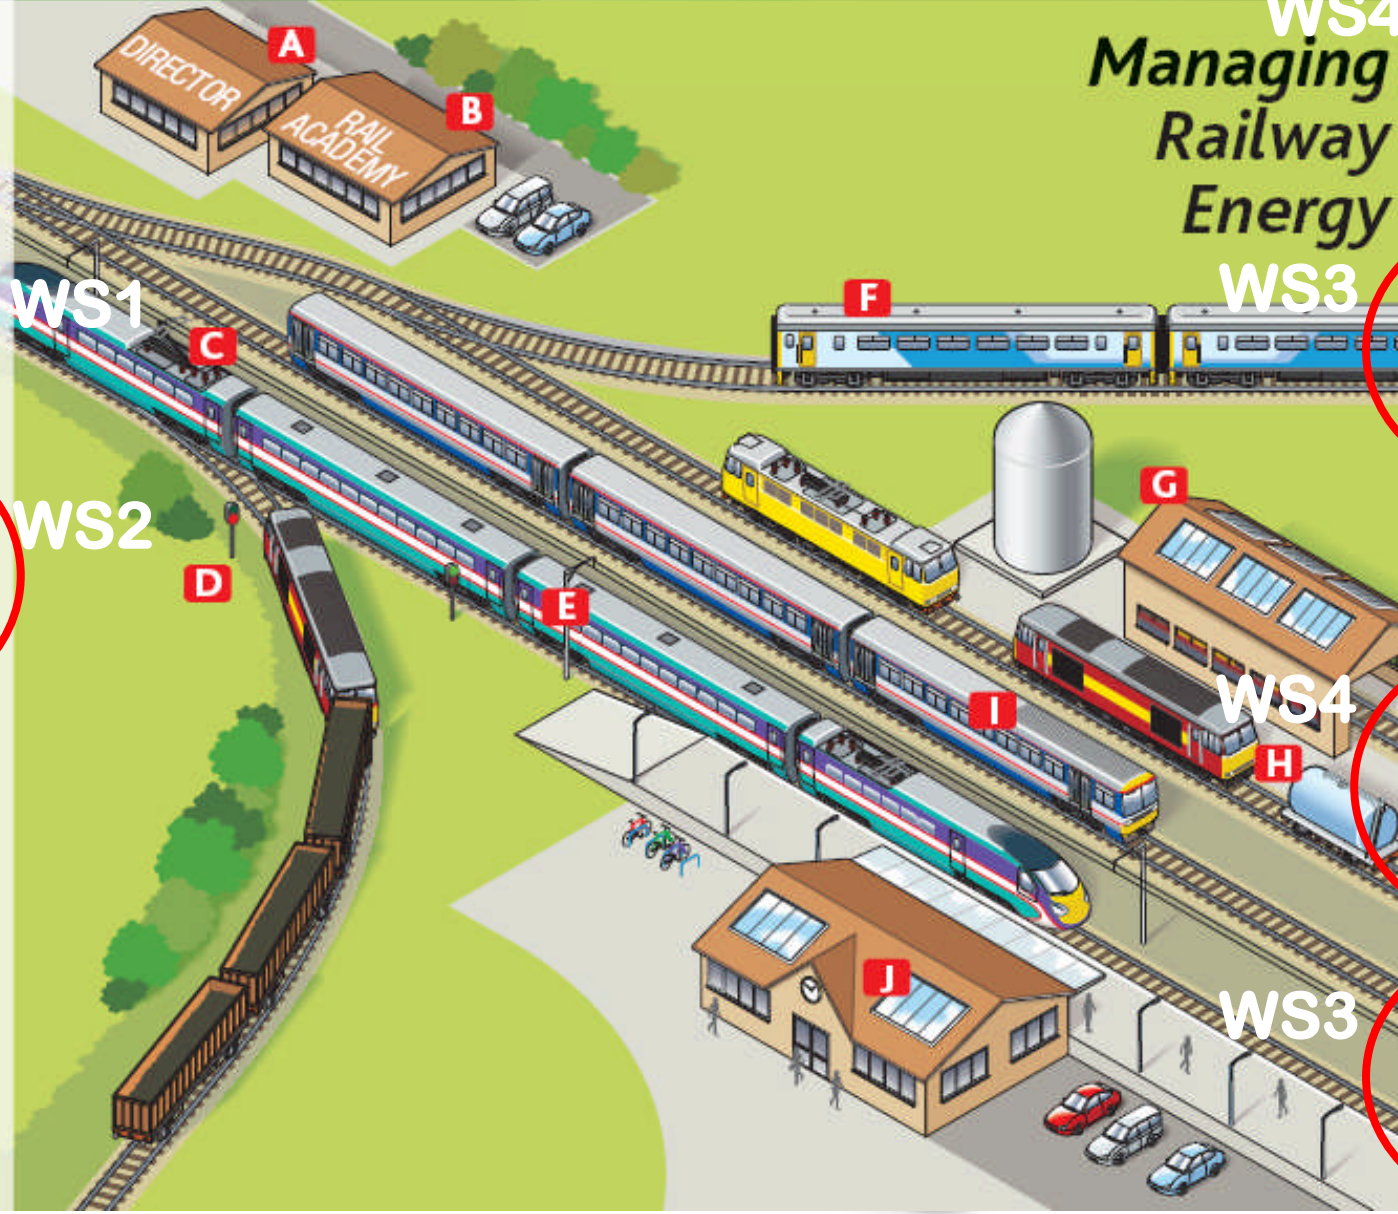 WS4
Managing
Railway
Energy
A
DIRECTOR
B
RAIL
ACADEMY
WS1
C
F
WS3
WS2
D
E
G
WS4
I
H
J
WS3